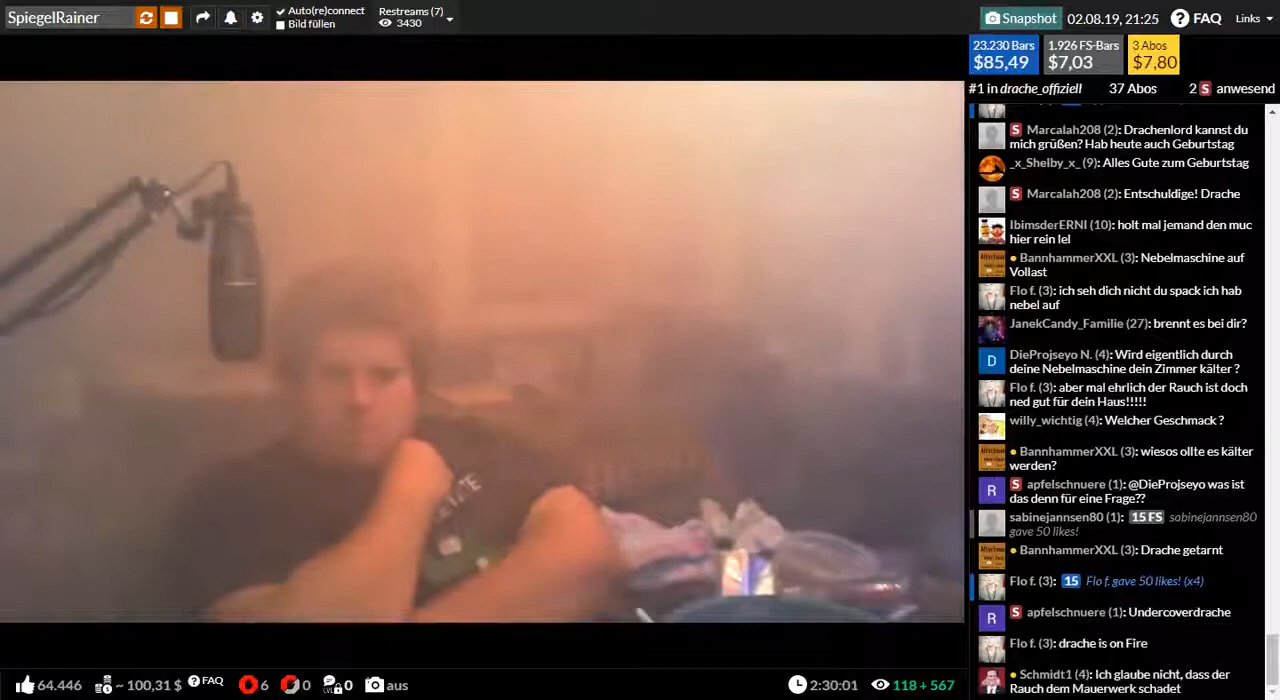 SpiegelRainer
Auto(re)connect
Bild füllen
Restreams (7)
3430
Snapshot
02.08.19, 21:25
FAQ
Links
23.230 Bars
$85,49
1.926 FS-Bars
$7,03
3 Abos
$7,80
#1 in drache_offiziell
37 Abos
2 S anwesend
S Marcalah208 (2): Drachenlord kannst du
mich grüßen? Hab heute auch Geburtstag
_x_Shelby_x_ (9): Alles Gute zum Geburtstag
S Marcalah208 (2): Entschuldige! Drache
IbimsderERNI (10): holt mal jemand den muc
hier rein lel
BannhammerXXL (3): Nebelmaschine auf
Vollast
Flo f. (3): ich seh dich nicht du spack ich hab
nebel auf
JanekCandy_Familie (27): brennt es bei dir?
D
DieProjseyo N. (4): Wird eigentlich durch
deine Nebelmaschine dein Zimmer kälter ?
Flo f. (3): aber mal ehrlich der Rauch ist doch
ned gut für dein Haus!!!!!
willy_wichtig (4): Welcher Geschmack ?
BannhammerXXL (3): wiesos ollte es kälter
werden?
R
S apfelschnuere (1): @DieProjseyo was ist
das denn für eine Frage??
sabinejannsen80 (1): 15 FS sabinejannsen80
gave 50 likes!
BannhammerXXL (3): Drache getarnt
Flo f. (3): 15 Flo f. gave 50 likes! (x4)
R
S apfelschnuere (1): Undercoverdrache
Flo f. (3): drache is on Fire
Schmidt1 (4): Ich glaube nicht, dass der
Rauch dem Mauerwerk schadet
64.446
~ 100,31 $
FAQ
6
0
LVL
0
aus
2:30:01
118 + 567